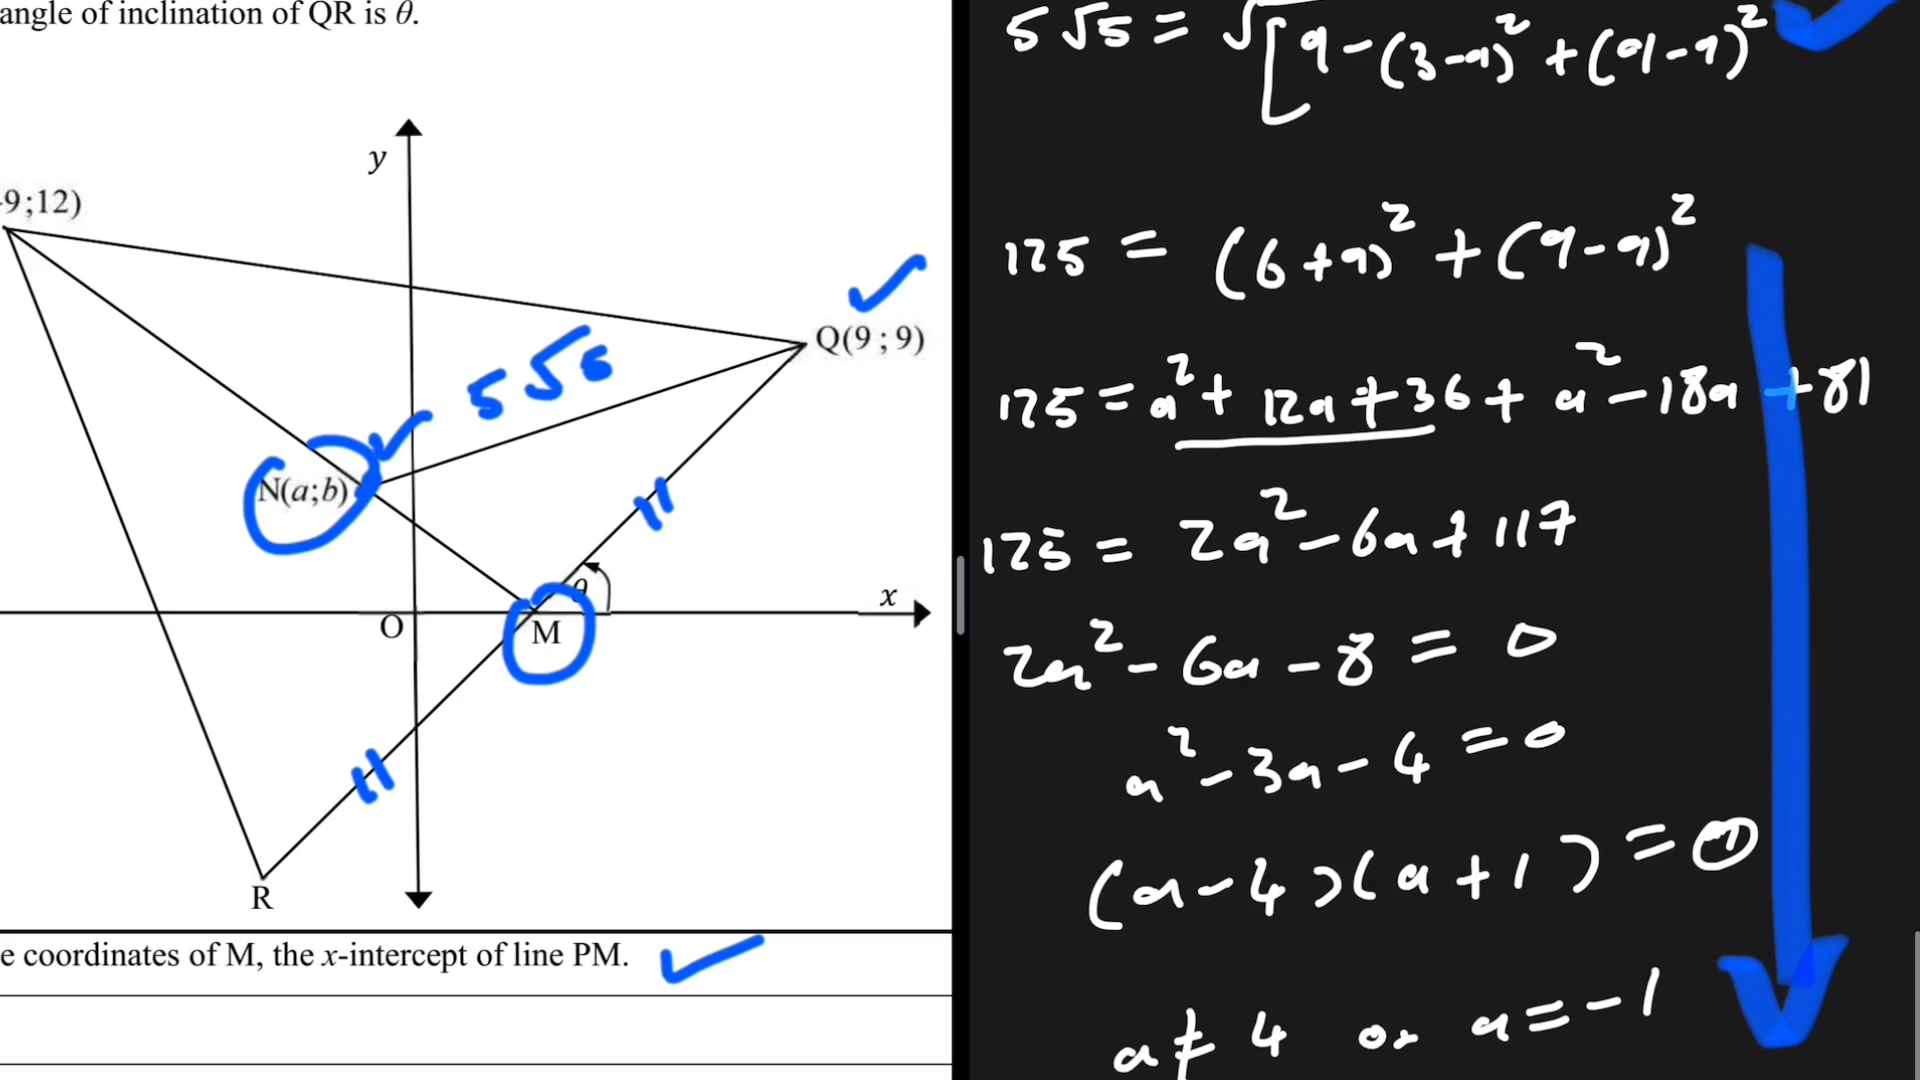 angle of inclination of QR is θ.
y
-9;12)
Q(9 ; 9)
5√5
N(a;b)
θ
x
O
M
R
e coordinates of M, the x-intercept of line PM.
5√5 = √[9-(3-a)² + (a-9)²
125 = (6+a)² + (9-a)²
125 = a² + 12a + 36 + a² - 18a + 81
125 = 2a² - 6a + 117
2a² - 6a - 8 = 0
a² - 3a - 4 = 0
(a-4)(a+1) = 0
a ≠ 4 or a = -1